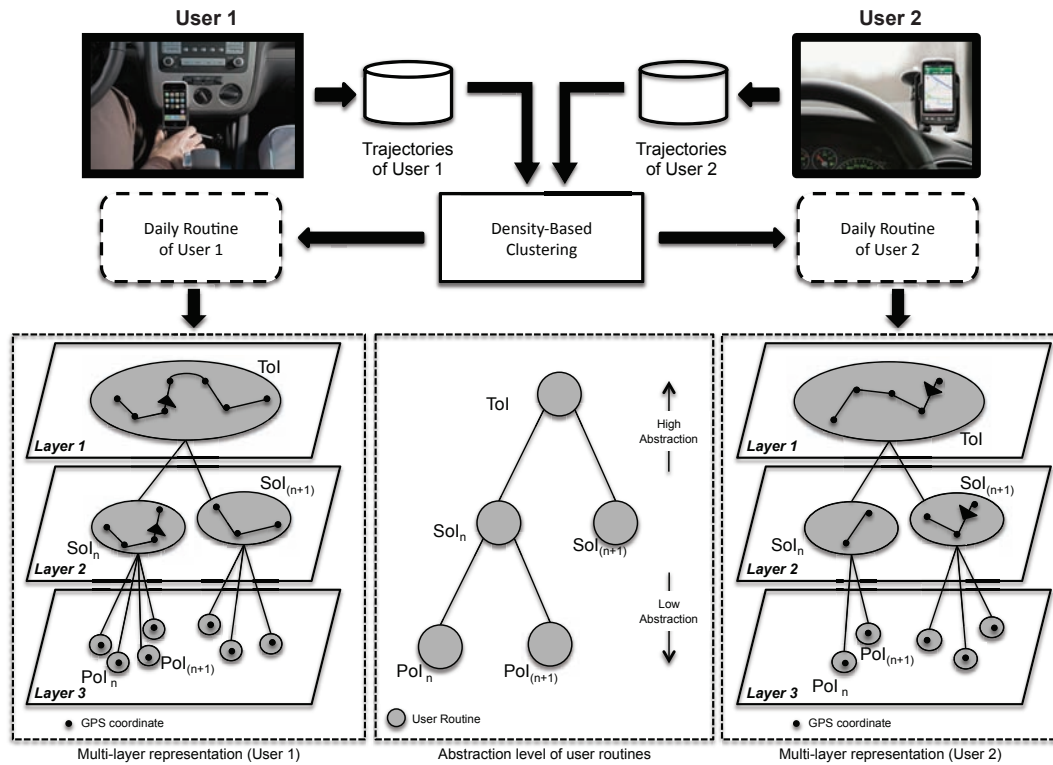 User 1
User 2
Trajectories
of User 1
Trajectories
of User 2
Daily Routine
of User 1
Density-Based
Clustering
Daily Routine
of User 2
ToI
Layer 1
SoI(n+1)
SoIn
Layer 2
PoI(n+1)
PoI n
Layer 3
GPS coordinate
Multi-layer representation (User 1)
ToI
High
Abstraction
SoIn
SoI(n+1)
Low
Abstraction
PoI n
PoI(n+1)
User Routine
Abstraction level of user routines
ToI
Layer 1
SoI(n+1)
SoIn
Layer 2
PoI(n+1)
PoI n
Layer 3
GPS coordinate
Multi-layer representation (User 2)